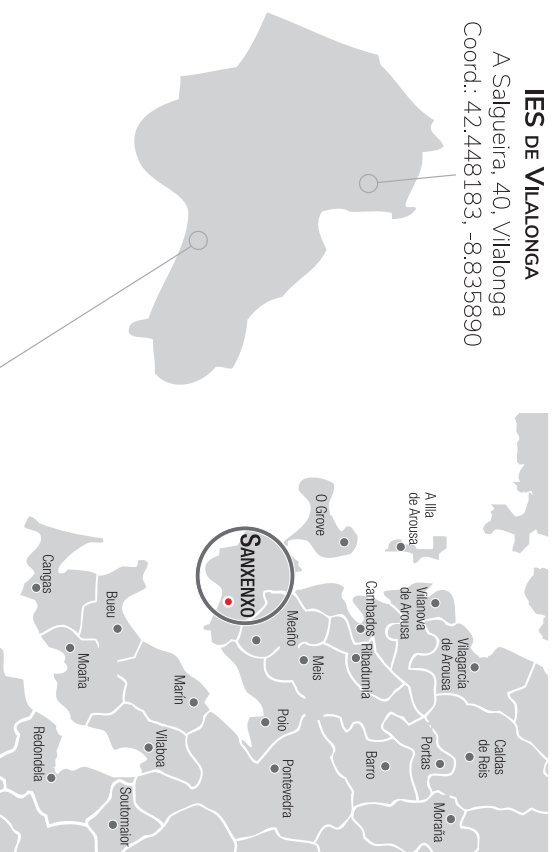 IES DE VILALONGA
A Salgueira, 40, Vilalonga
Coord.: 42.448183, -8.835890
A Illa
de Arousa
O Grove
SANXENXO
Cangas
Bueu
Moaña
Marín
Vilaboa
Redondela
Soutomaior
Meaño
Meis
Poio
Pontevedra
Cambados
Ribadumia
Vilanova
de Arousa
Vilagarcía
de Arousa
Barro
Portas
Caldas
de Reis
Moraña